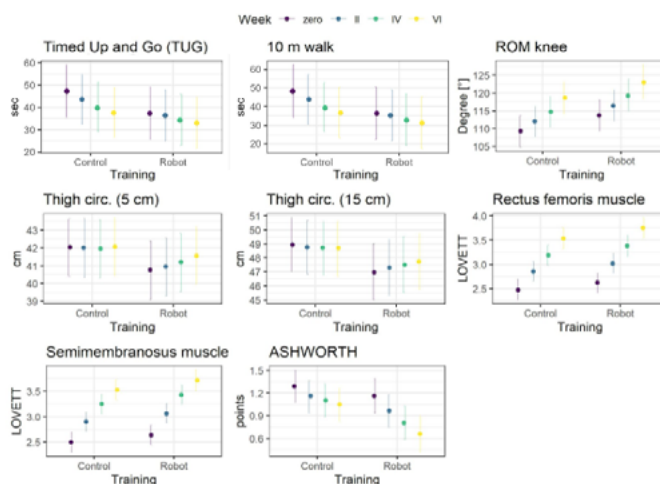 Week zero II IV VI
Timed Up and Go (TUG)
sec
60
50
40
30
20
Control Robot
Training
10 m walk
sec
60
50
40
30
20
Control Robot
Training
ROM knee
Degree [°]
125
120
115
110
105
Control Robot
Training
Thigh circ. (5 cm)
cm
43
42
41
40
39
Control Robot
Training
Thigh circ. (15 cm)
cm
51
50
49
48
47
46
45
Control Robot
Training
Rectus femoris muscle
LOVETT
4.0
3.5
3.0
2.5
Control Robot
Training
Semimembranosus muscle
LOVETT
3.5
3.0
2.5
Control Robot
Training
ASHWORTH
points
1.5
1.2
0.9
0.6
Control Robot
Training